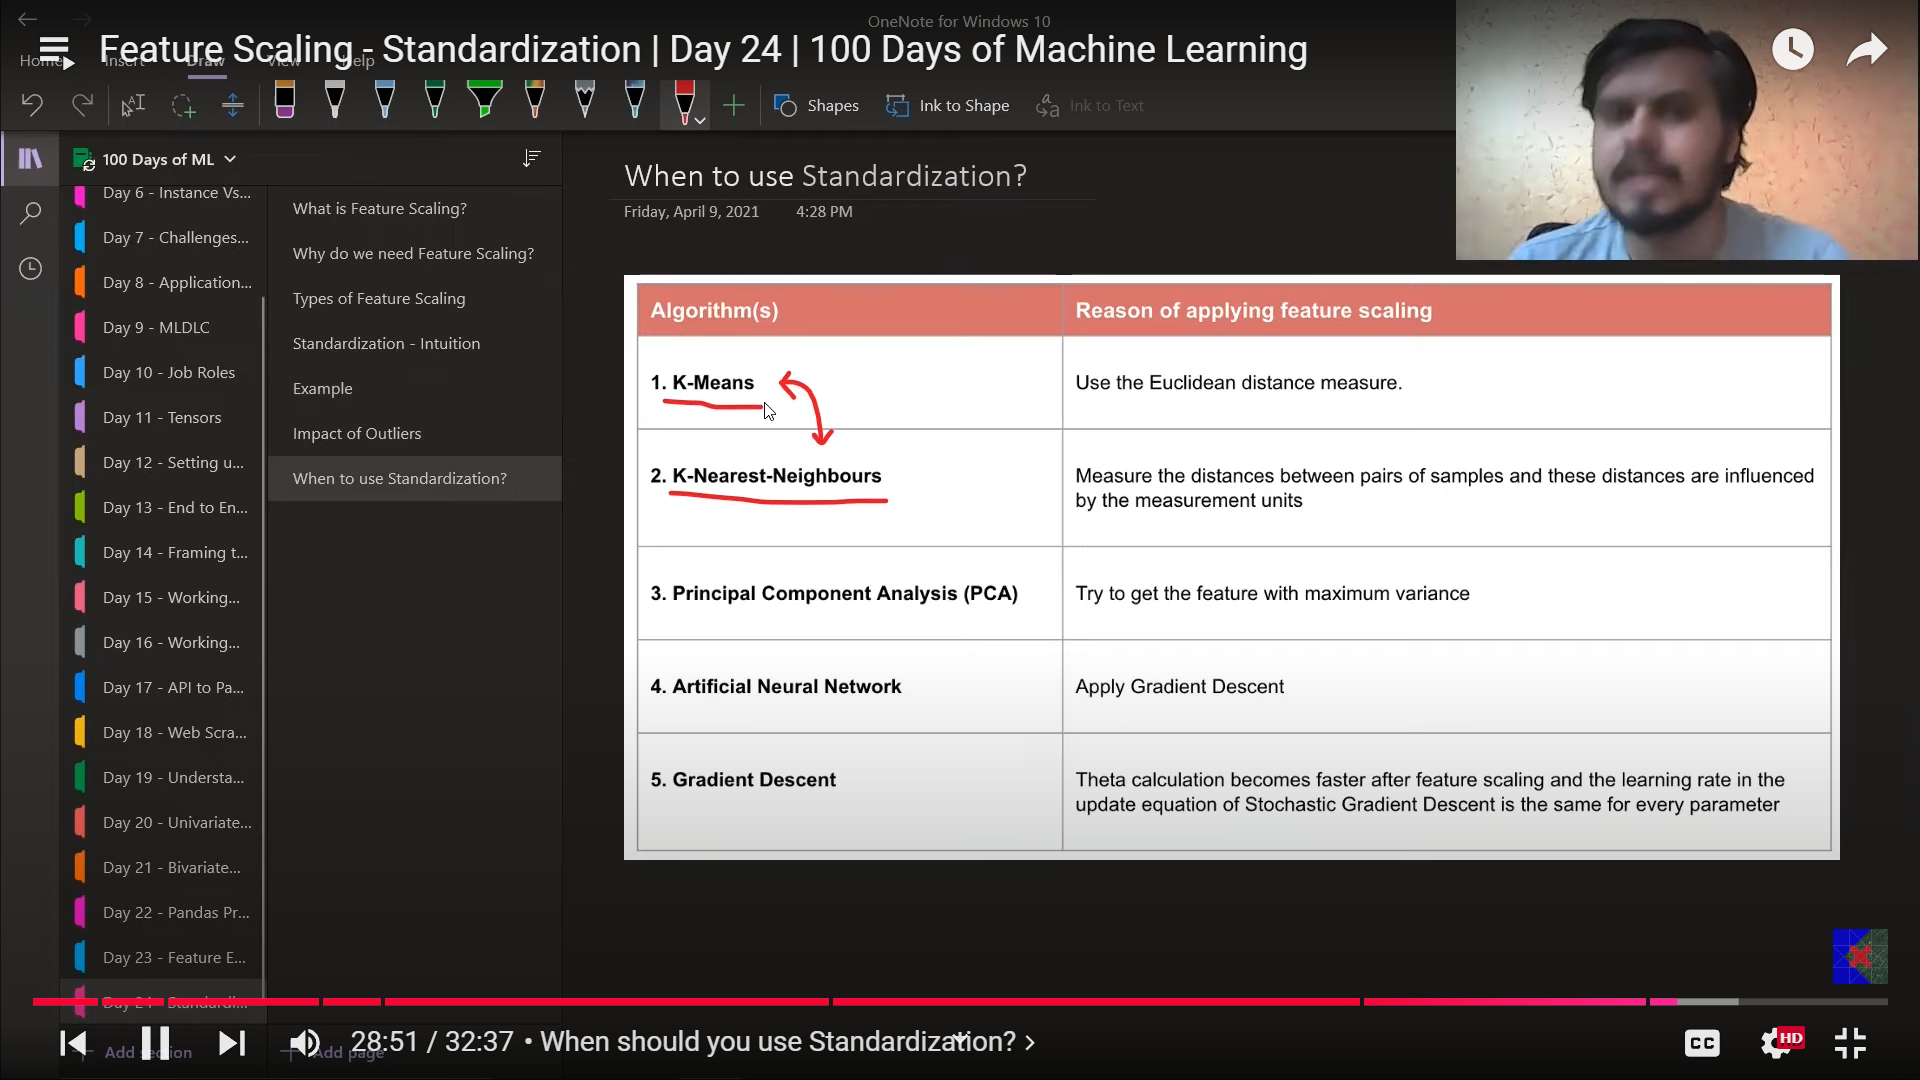 OneNote for Windows 10
Feature Scaling - Standardization | Day 24 | 100 Days of Machine Learning
Home Insert Draw View Help
Shapes
Ink to Shape
Ink to Text
100 Days of ML
Day 6 - Instance Vs...
Day 7 - Challenges...
Day 8 - Application...
Day 9 - MLDLC
Day 10 - Job Roles
Day 11 - Tensors
Day 12 - Setting u...
Day 13 - End to En...
Day 14 - Framing t...
Day 15 - Working...
Day 16 - Working...
Day 17 - API to Pa...
Day 18 - Web Scra...
Day 19 - Understa...
Day 20 - Univariate...
Day 21 - Bivariate...
Day 22 - Pandas Pr...
Day 23 - Feature E...
Day 24 - Standardi...
Add section
What is Feature Scaling?
Why do we need Feature Scaling?
Types of Feature Scaling
Standardization - Intuition
Example
Impact of Outliers
When to use Standardization?
Add page
When to use Standardization?
Friday, April 9, 2021 4:28 PM
Algorithm(s)
Reason of applying feature scaling
1. K-Means
Use the Euclidean distance measure.
2. K-Nearest-Neighbours
Measure the distances between pairs of samples and these distances are influenced
by the measurement units
3. Principal Component Analysis (PCA)
Try to get the feature with maximum variance
4. Artificial Neural Network
Apply Gradient Descent
5. Gradient Descent
Theta calculation becomes faster after feature scaling and the learning rate in the
update equation of Stochastic Gradient Descent is the same for every parameter
28:51 / 32:37 • When should you use Standardization?
CC
HD